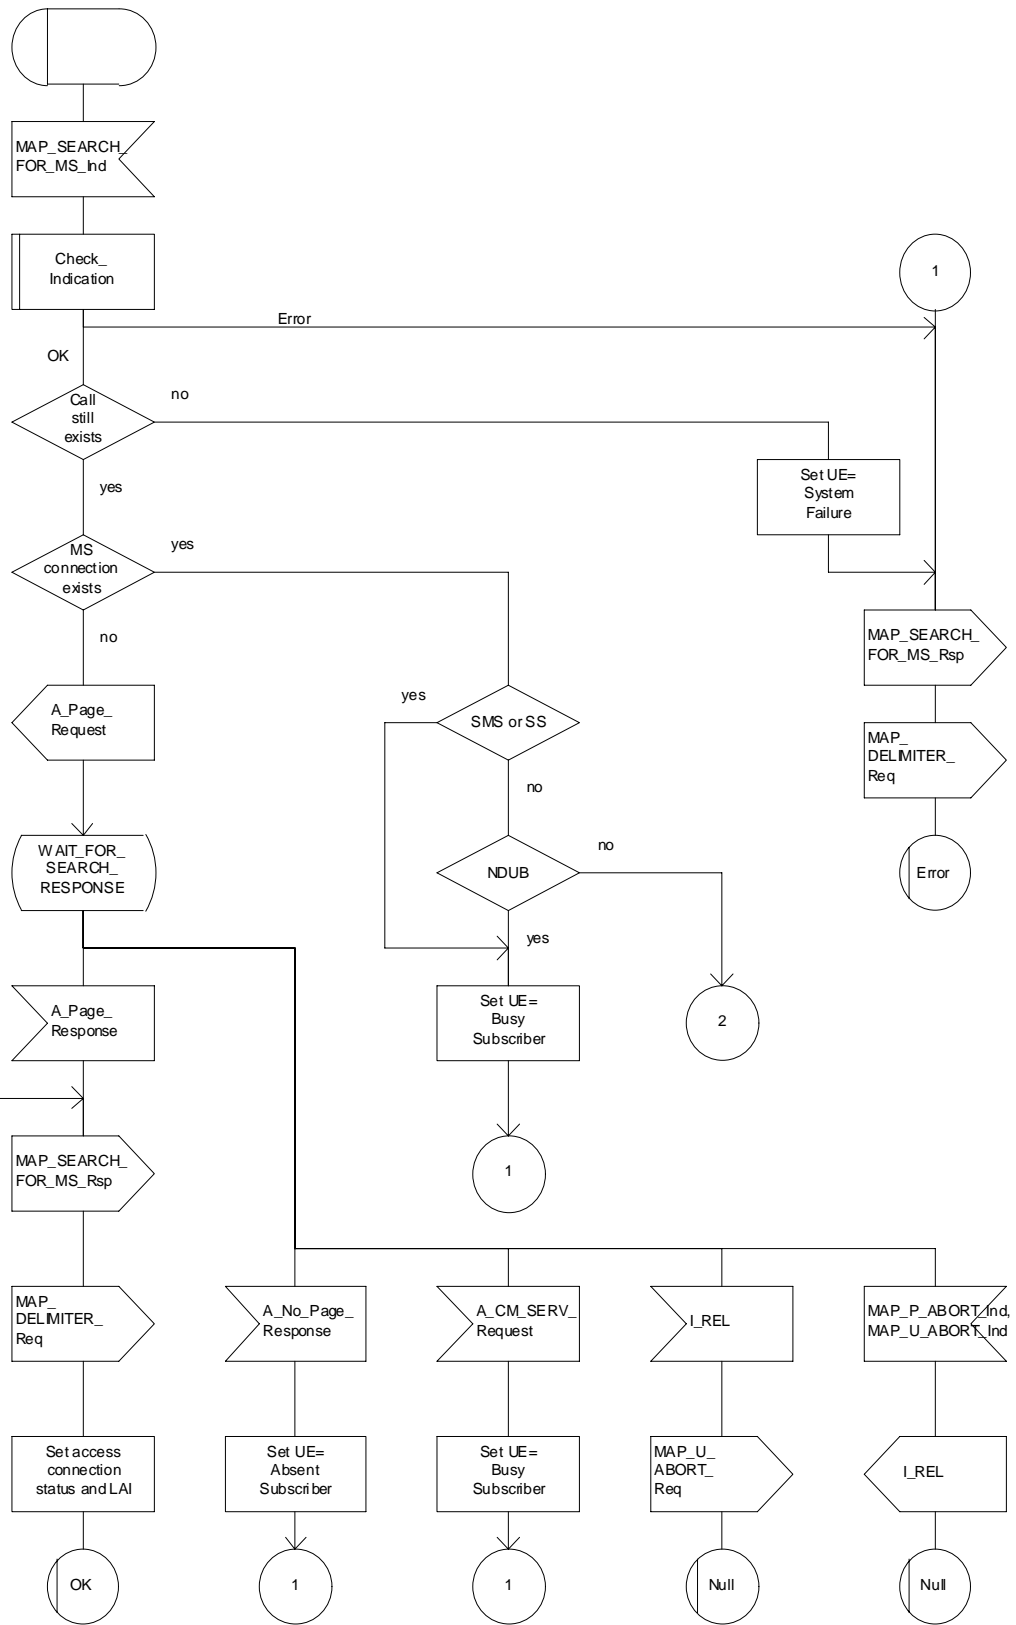 MAP_SEARCH_
FOR_MS_Ind
Check_
Indication
1
Error
OK
Call
still
exists
no
Set UE=
System
Failure
yes
MS
connection
exists
yes
no
MAP_SEARCH_
FOR_MS_Rsp
A_Page_
Request
yes
SMS or SS
no
MAP_
DELIMITER_
Req
WAIT_FOR_
SEARCH_
RESPONSE
NDUB
no
Error
yes
A_Page_
Response
Set UE=
Busy
Subscriber
2
MAP_SEARCH_
FOR_MS_Rsp
1
MAP_
DELIMITER_
Req
A_No_Page_
Response
A_CM_SERV_
Request
I_REL
MAP_P_ABORT_Ind,
MAP_U_ABORT_Ind
Set access
connection
status and LAI
Set UE=
Absent
Subscriber
Set UE=
Busy
Subscriber
MAP_U_
ABORT_
Req
I_REL
OK
1
1
Null
Null